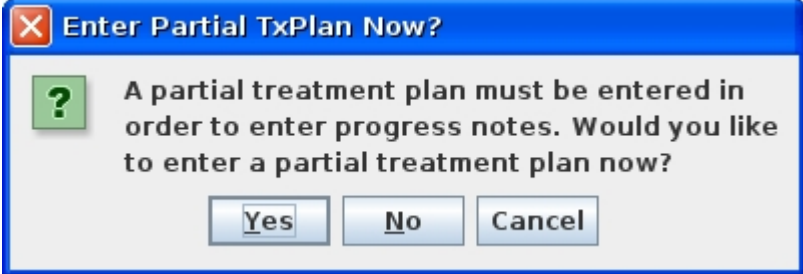 Enter Partial TxPlan Now?
A partial treatment plan must be entered in
order to enter progress notes. Would you like
to enter a partial treatment plan now?
Yes No Cancel